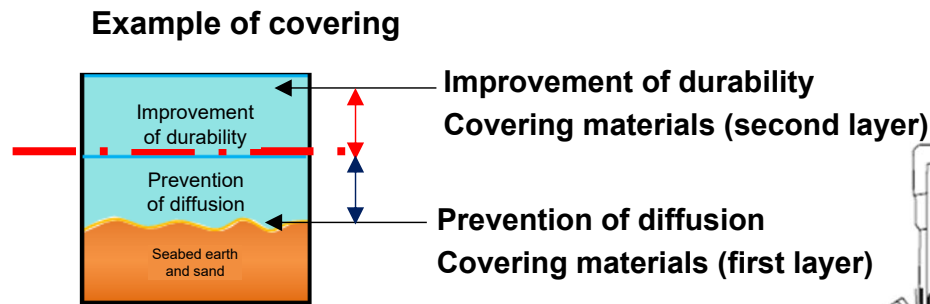 Example of covering
Improvement
of durability
Prevention
of diffusion
Seabed earth
and sand
Improvement of durability
Covering materials (second layer)
Prevention of diffusion
Covering materials (first layer)